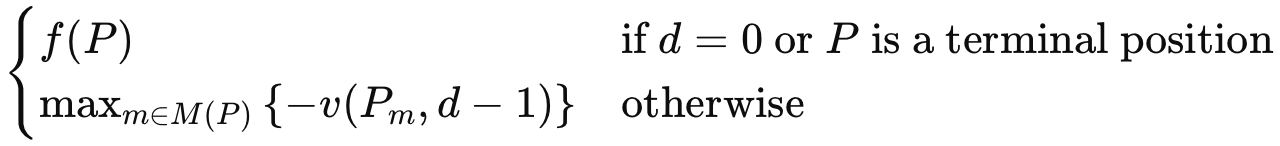 f(P) if d = 0 or P is a terminal position
max_{m∈M(P)} {−v(P_m, d − 1)} otherwise